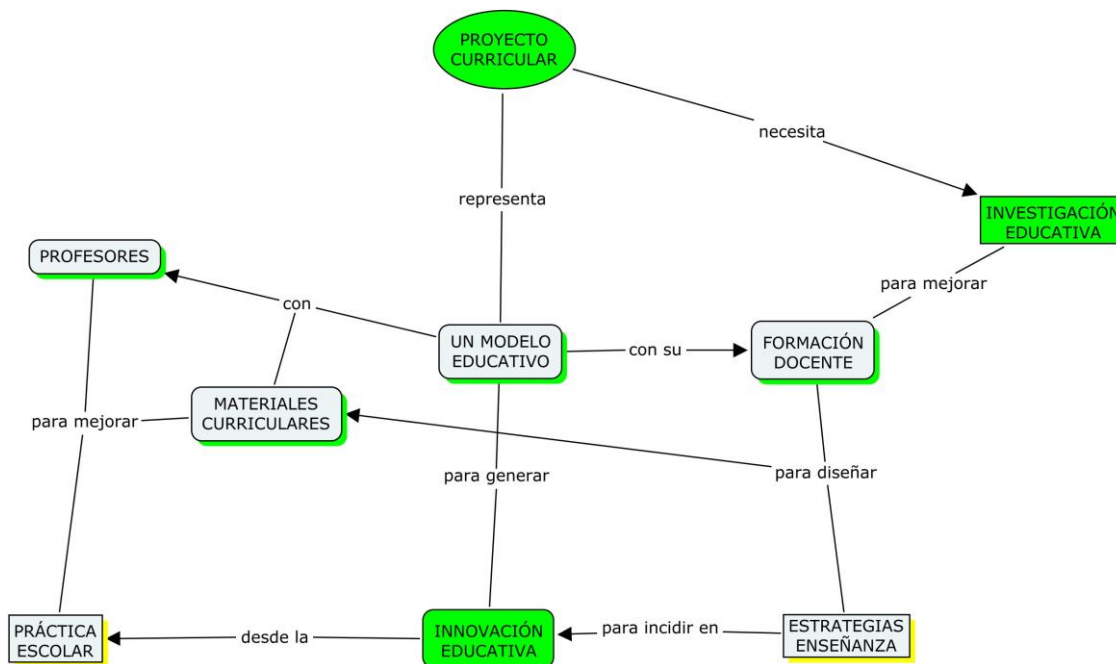 PROYECTO
CURRICULAR
necesita
representa
INVESTIGACIÓN
EDUCATIVA
PROFESORES
para mejorar
con
UN MODELO
EDUCATIVO
con su
FORMACIÓN
DOCENTE
MATERIALES
CURRICULARES
para mejorar
para generar
para diseñar
PRÁCTICA
ESCOLAR
desde la
INNOVACIÓN
EDUCATIVA
para incidir en
ESTRATEGIAS
ENSEÑANZA